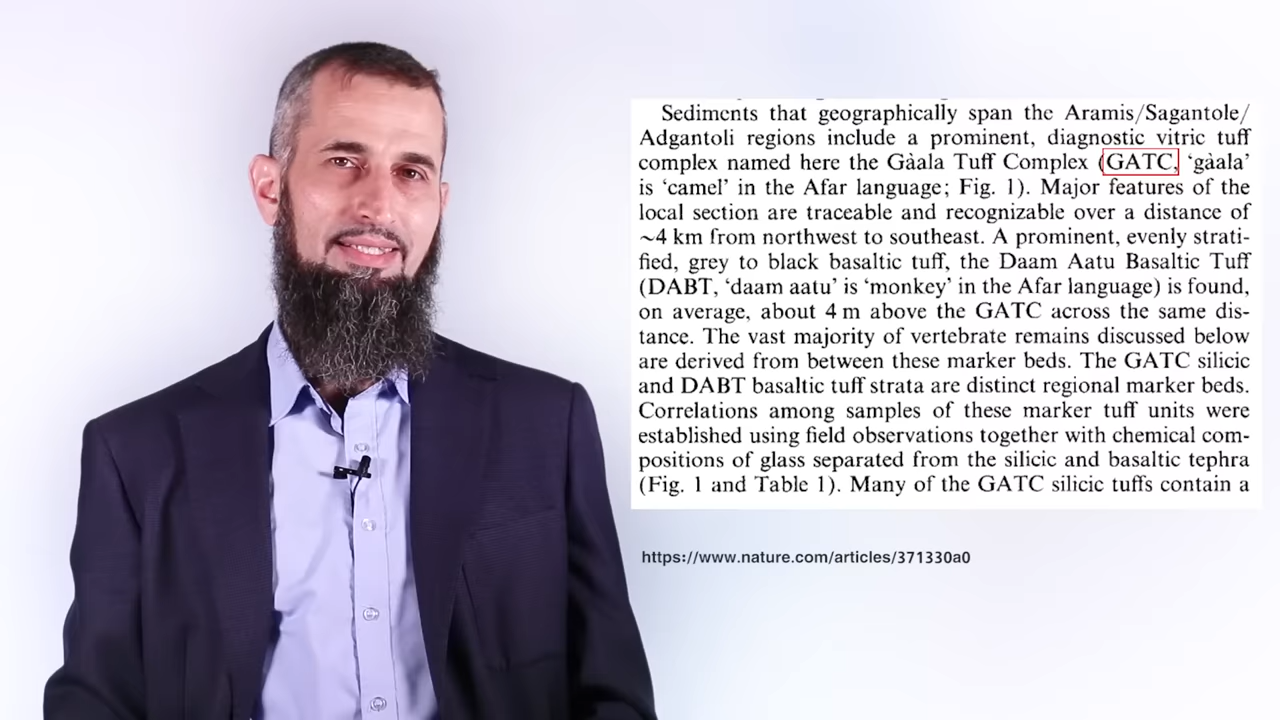 Sediments that geographically span the Aramis/Sagantole/
Adgantoli regions include a prominent, diagnostic vitric tuff
complex named here the Gàala Tuff Complex (GATC, 'gàala'
is 'camel' in the Afar language; Fig. 1). Major features of the
local section are traceable and recognizable over a distance of
~4 km from northwest to southeast. A prominent, evenly strati-
fied, grey to black basaltic tuff, the Daam Aatu Basaltic Tuff
(DABT, 'daam aatu' is 'monkey' in the Afar language) is found,
on average, about 4 m above the GATC across the same dis-
tance. The vast majority of vertebrate remains discussed below
are derived from between these marker beds. The GATC silicic
and DABT basaltic tuff strata are distinct regional marker beds.
Correlations among samples of these marker tuff units were
established using field observations together with chemical com-
positions of glass separated from the silicic and basaltic tephra
(Fig. 1 and Table 1). Many of the GATC silicic tuffs contain a
https://www.nature.com/articles/371330a0